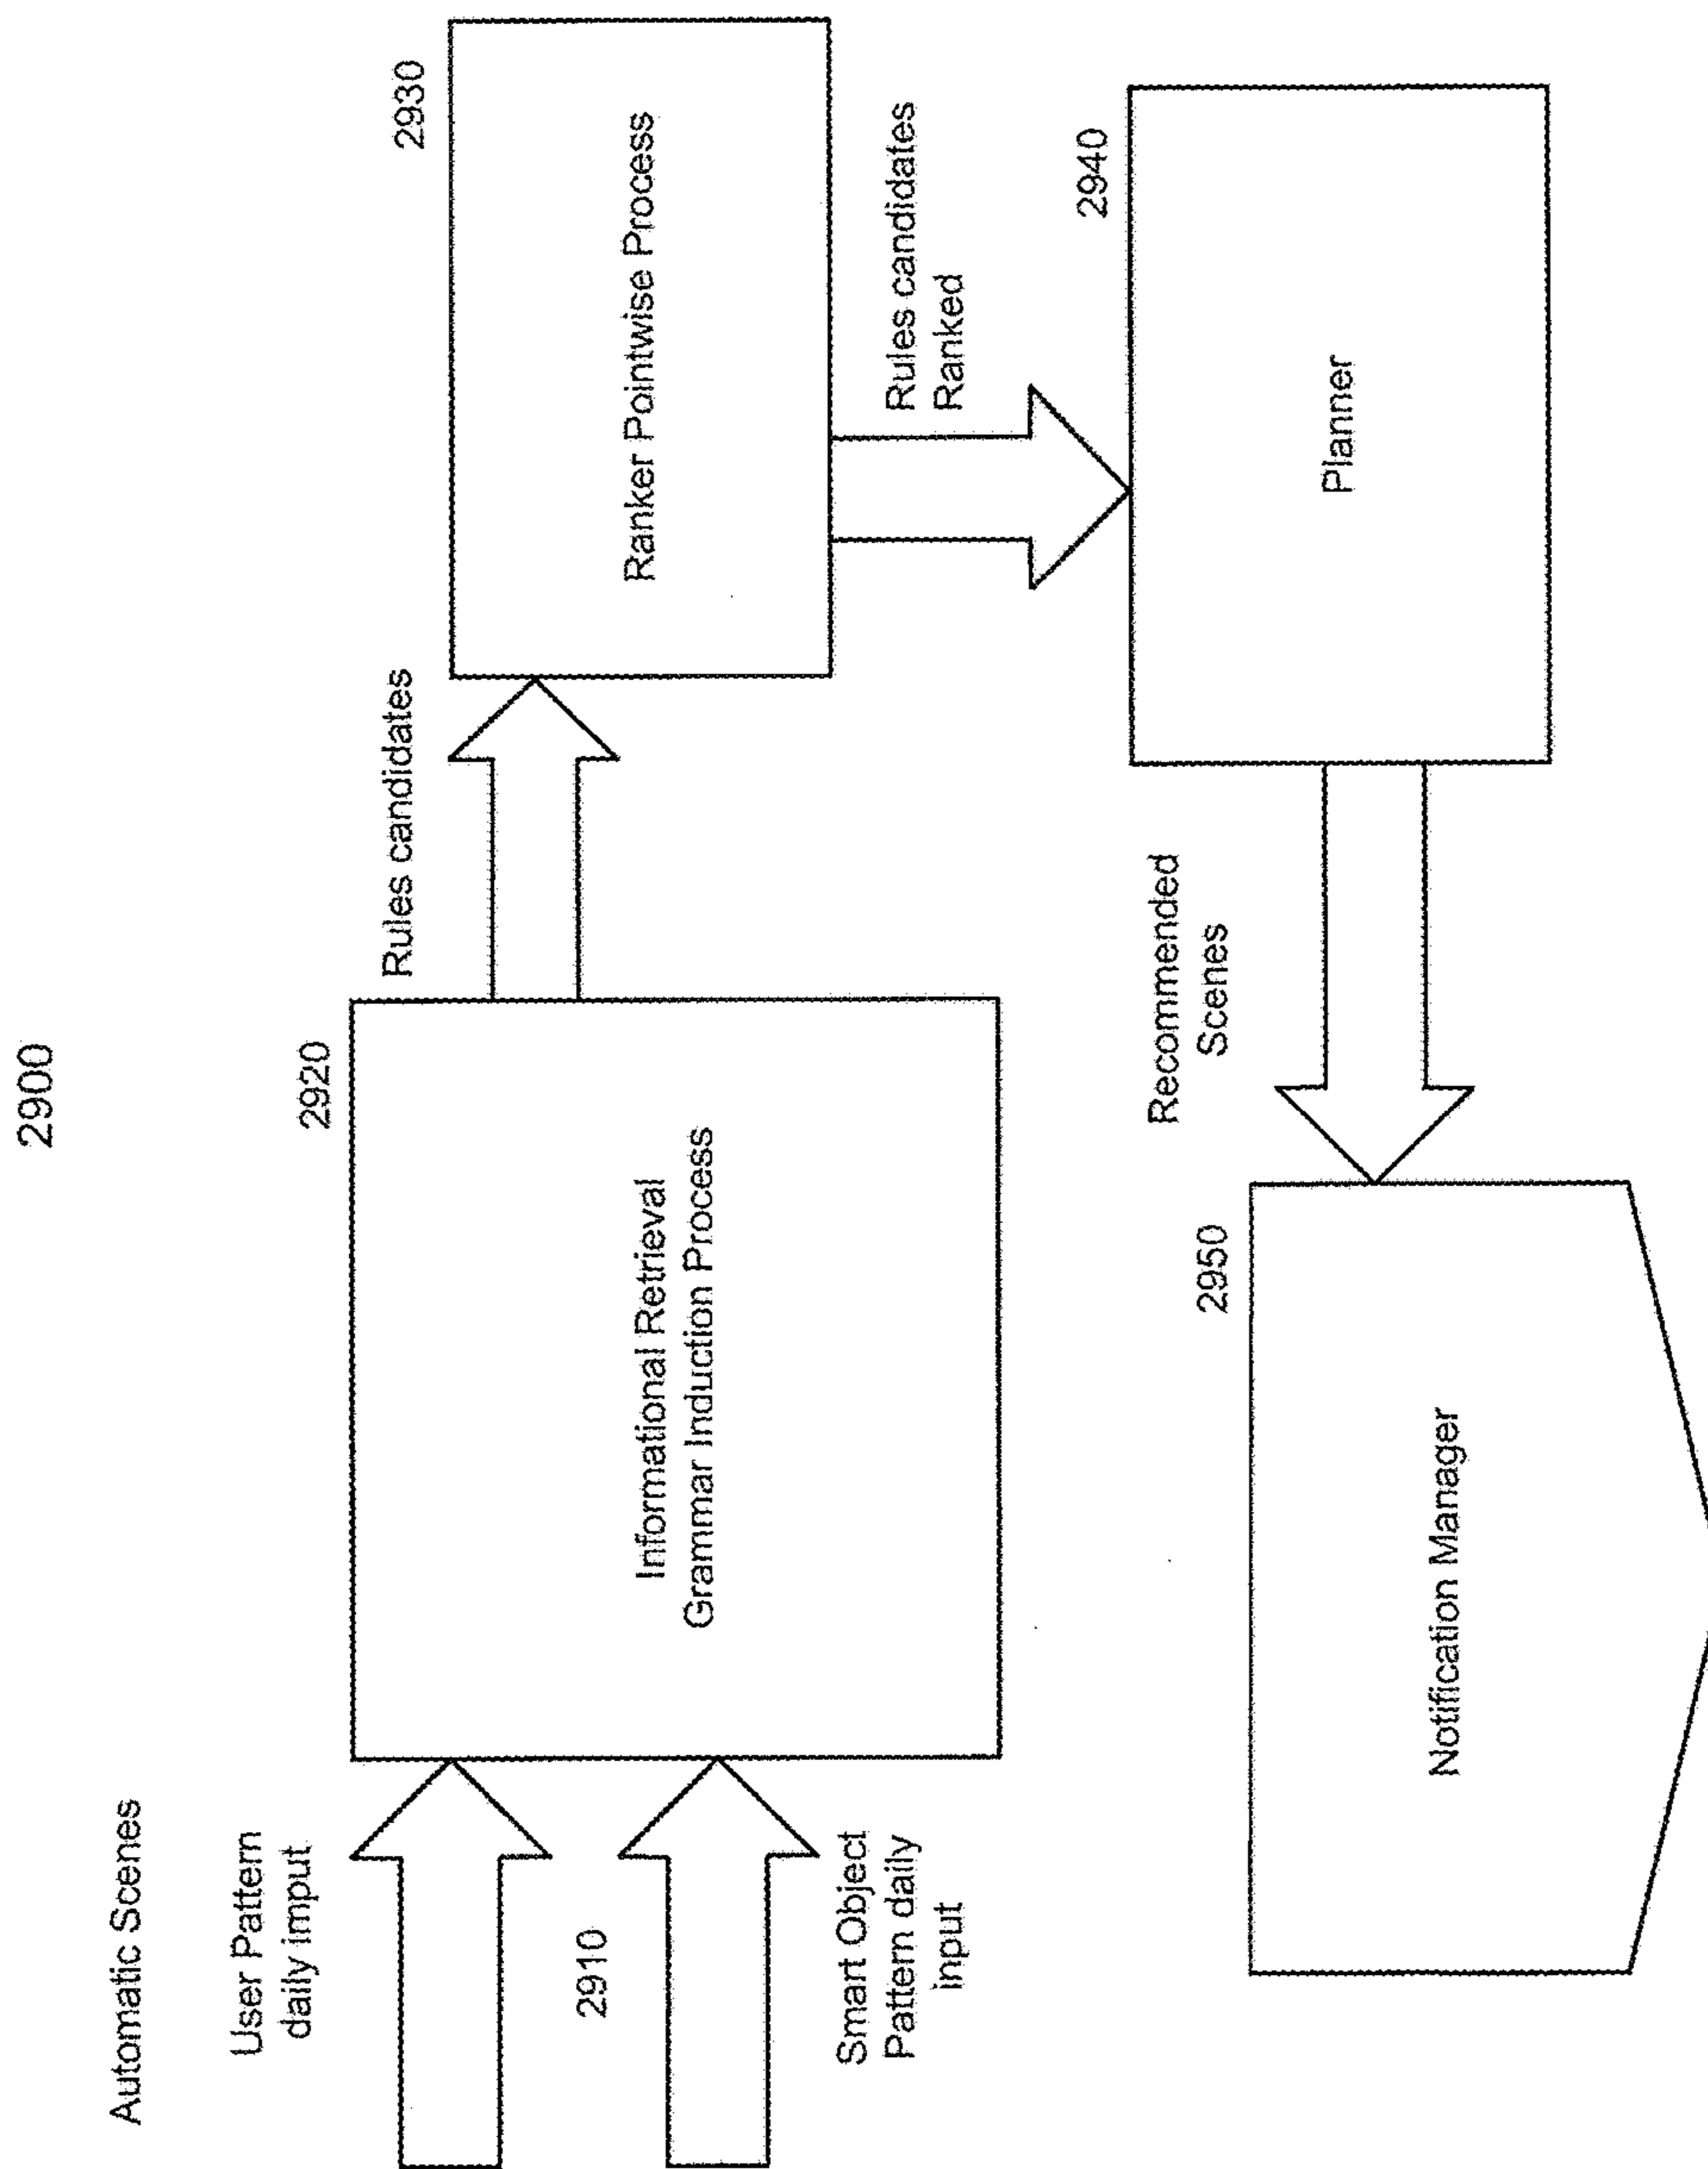 2900
Automatic Scenes
User Pattern
daily imput
2910
Smart Object
Pattern daily
input
2920
Informational Retrieval
Grammar Induction Process
Rules candidates
2930
Ranker Pointwise Process
Rules candidates
Ranked
2940
Planner
Recommended
Scenes
2950
Notification Manager